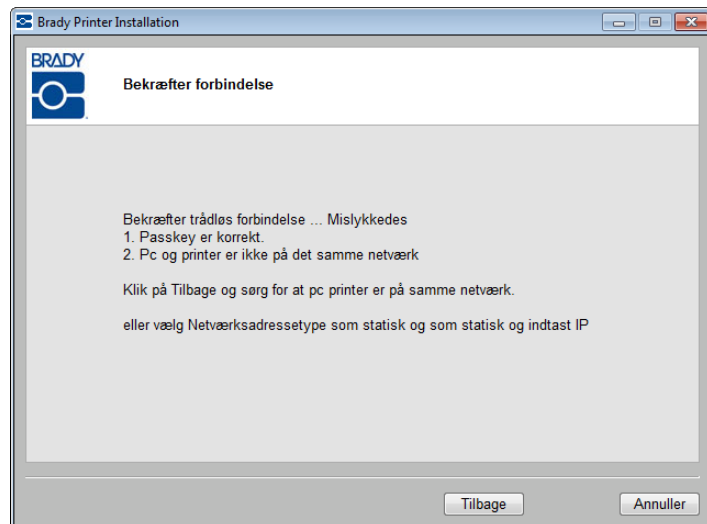 Brady Printer Installation
BRADY
Bekræfter forbindelse
Bekræfter trådløs forbindelse ... Mislykkedes
1. Passkey er korrekt.
2. Pc og printer er ikke på det samme netværk
Klik på Tilbage og sørg for at pc printer er på samme netværk.
eller vælg Netværksadressetype som statisk og som statisk og indtast IP
Tilbage
Annuller